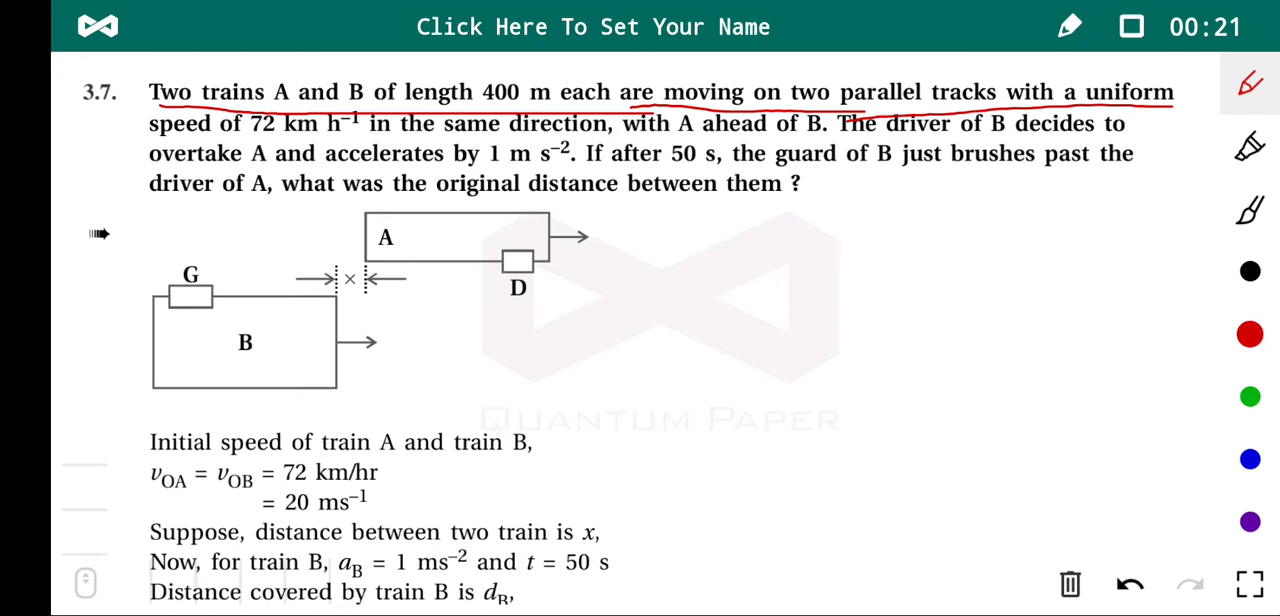 Click Here To Set Your Name
00:21
3.7. Two trains A and B of length 400 m each are moving on two parallel tracks with a uniform
speed of 72 km h⁻¹ in the same direction, with A ahead of B. The driver of B decides to
overtake A and accelerates by 1 m s⁻². If after 50 s, the guard of B just brushes past the
driver of A, what was the original distance between them ?
A
G
×
D
B
QUANTUM PAPER
Initial speed of train A and train B,
v_OA = v_OB = 72 km/hr
= 20 ms⁻¹
Suppose, distance between two train is x,
Now, for train B, a_B = 1 ms⁻² and t = 50 s
Distance covered by train B is d_B,